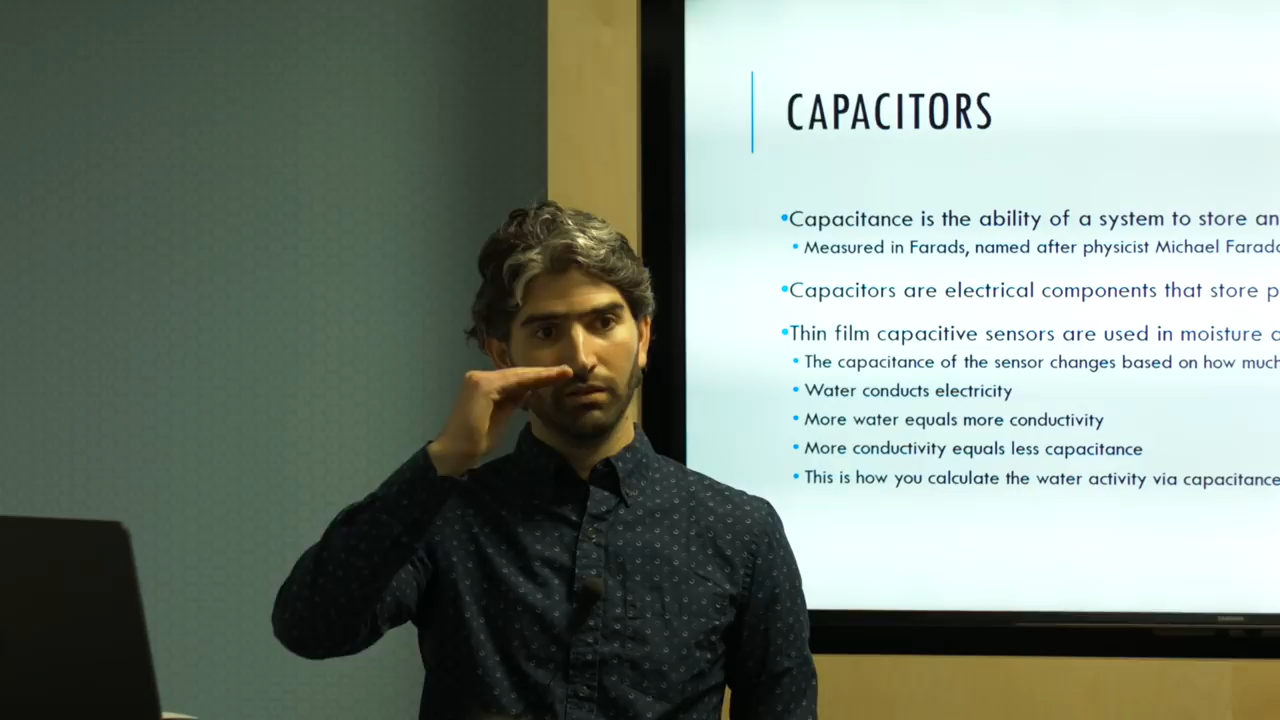 CAPACITORS
•Capacitance is the ability of a system to store an
• Measured in Farads, named after physicist Michael Farad
•Capacitors are electrical components that store p
•Thin film capacitive sensors are used in moisture
• The capacitance of the sensor changes based on how much
• Water conducts electricity
• More water equals more conductivity
• More conductivity equals less capacitance
• This is how you calculate the water activity via capacitance
SAMSUNG